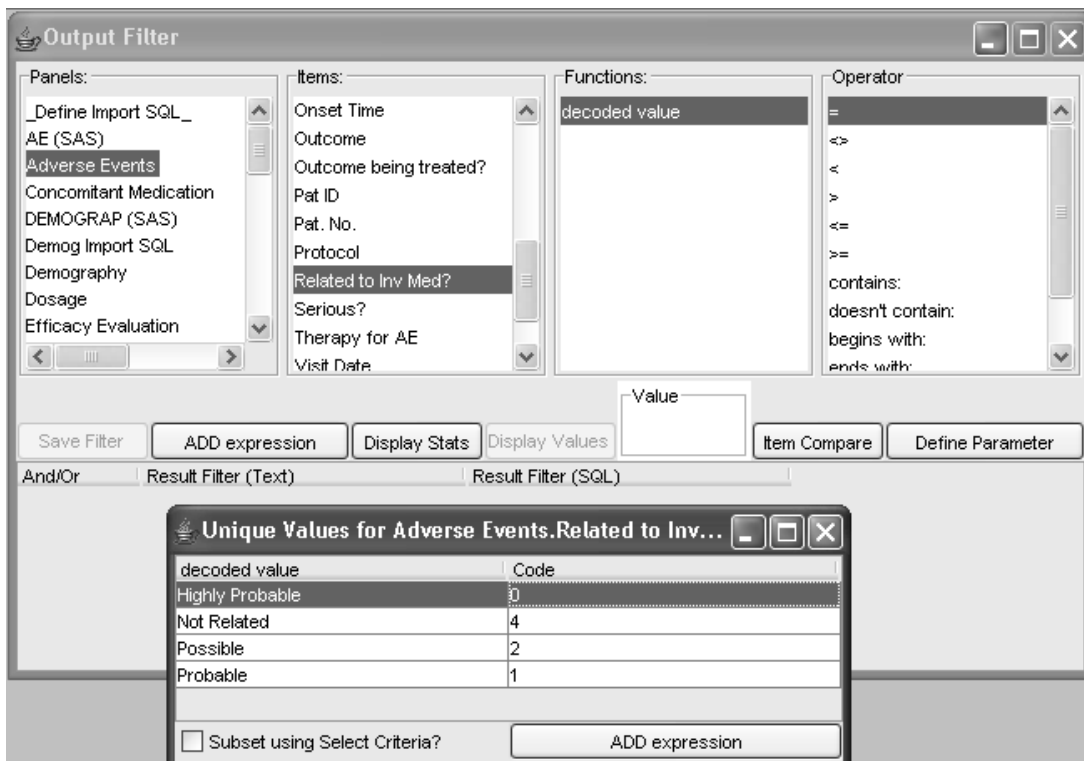 Output Filter
Panels:
_Define Import SQL_
AE (SAS)
Adverse Events
Concomitant Medication
DEMOGRAP (SAS)
Demog Import SQL
Demography
Dosage
Efficacy Evaluation
Items:
Onset Time
Outcome
Outcome being treated?
Pat ID
Pat. No.
Protocol
Related to Inv Med?
Serious?
Therapy for AE
Visit Date
Functions:
decoded value
Operator
=
<>
<
>
<=
>=
contains:
doesn't contain:
begins with:
ends with:
Value
Save Filter ADD expression Display Stats Display Values Item Compare Define Parameter
And/Or Result Filter (Text) Result Filter (SQL)
Unique Values for Adverse Events.Related to Inv...
decoded value Code
Highly Probable 0
Not Related 4
Possible 2
Probable 1
Subset using Select Criteria? ADD expression